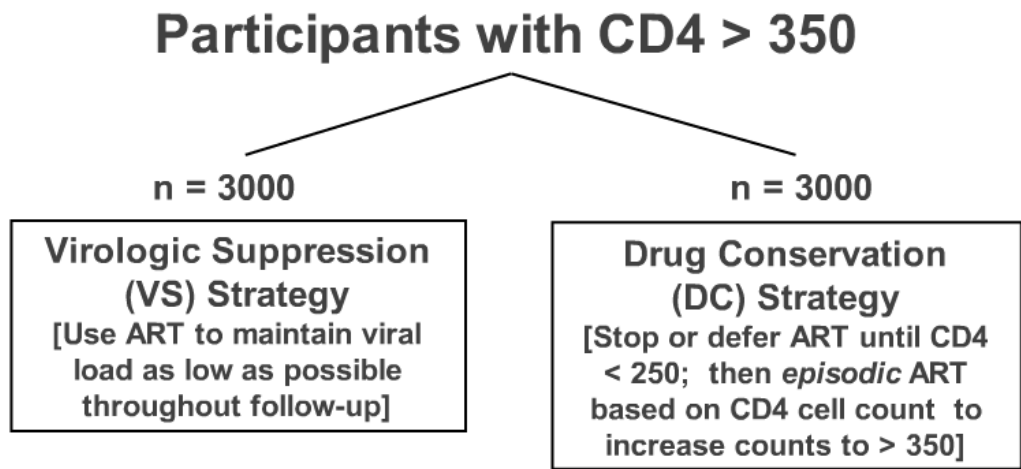 Participants with CD4 > 350
n = 3000
Virologic Suppression
(VS) Strategy
[Use ART to maintain viral
load as low as possible
throughout follow-up]
n = 3000
Drug Conservation
(DC) Strategy
[Stop or defer ART until CD4
< 250; then episodic ART
based on CD4 cell count to
increase counts to > 350]